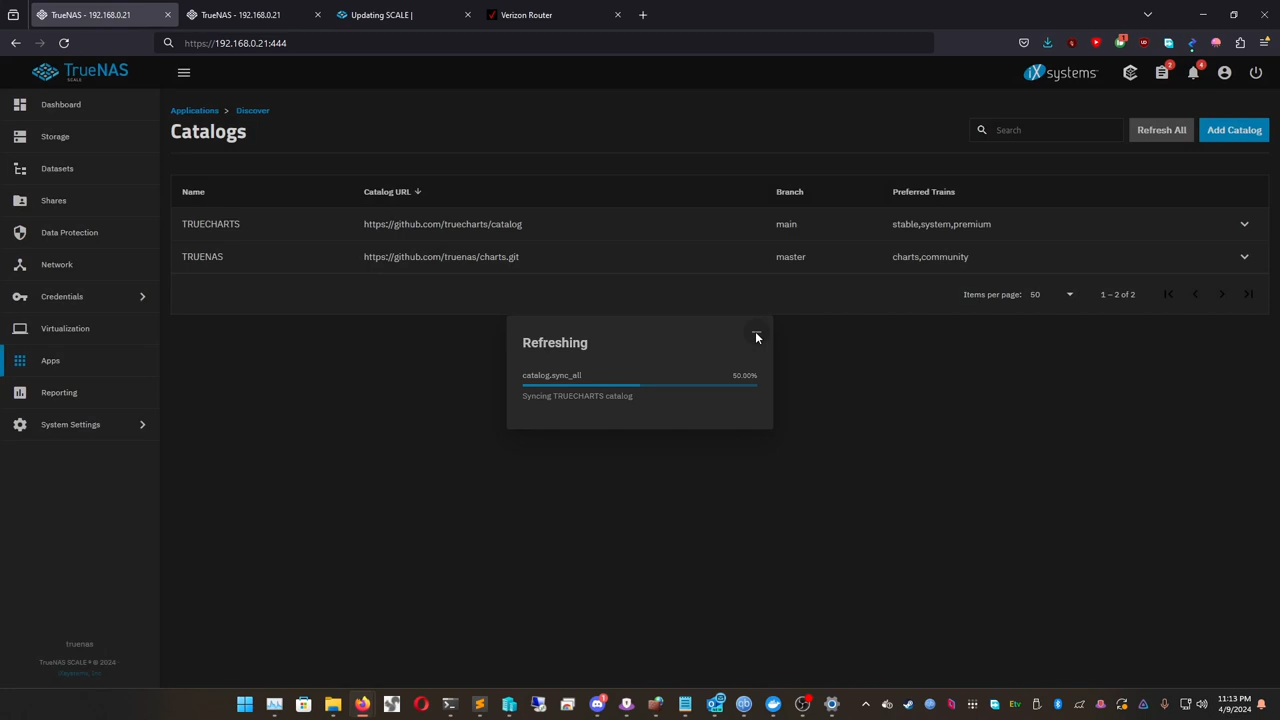 TrueNAS - 192.168.0.21
TrueNAS - 192.168.0.21
Updating SCALE |
Verizon Router
https://192.168.0.21:444
TrueNAS
SCALE
iXsystems
2
4
1
Dashboard
Storage
Datasets
Shares
Data Protection
Network
Credentials
Virtualization
Apps
Reporting
System Settings
Applications > Discover
Catalogs
Search
Refresh All
Add Catalog
Name Catalog URL Branch Preferred Trains
TRUECHARTS https://github.com/truecharts/catalog main stable,system,premium
TRUENAS https://github.com/truenas/charts.git master charts,community
Items per page: 50 1 – 2 of 2
Refreshing
catalog.sync_all 50.00%
Syncing TRUECHARTS catalog
truenas
TrueNAS SCALE ® © 2024
11:13 PM
4/9/2024